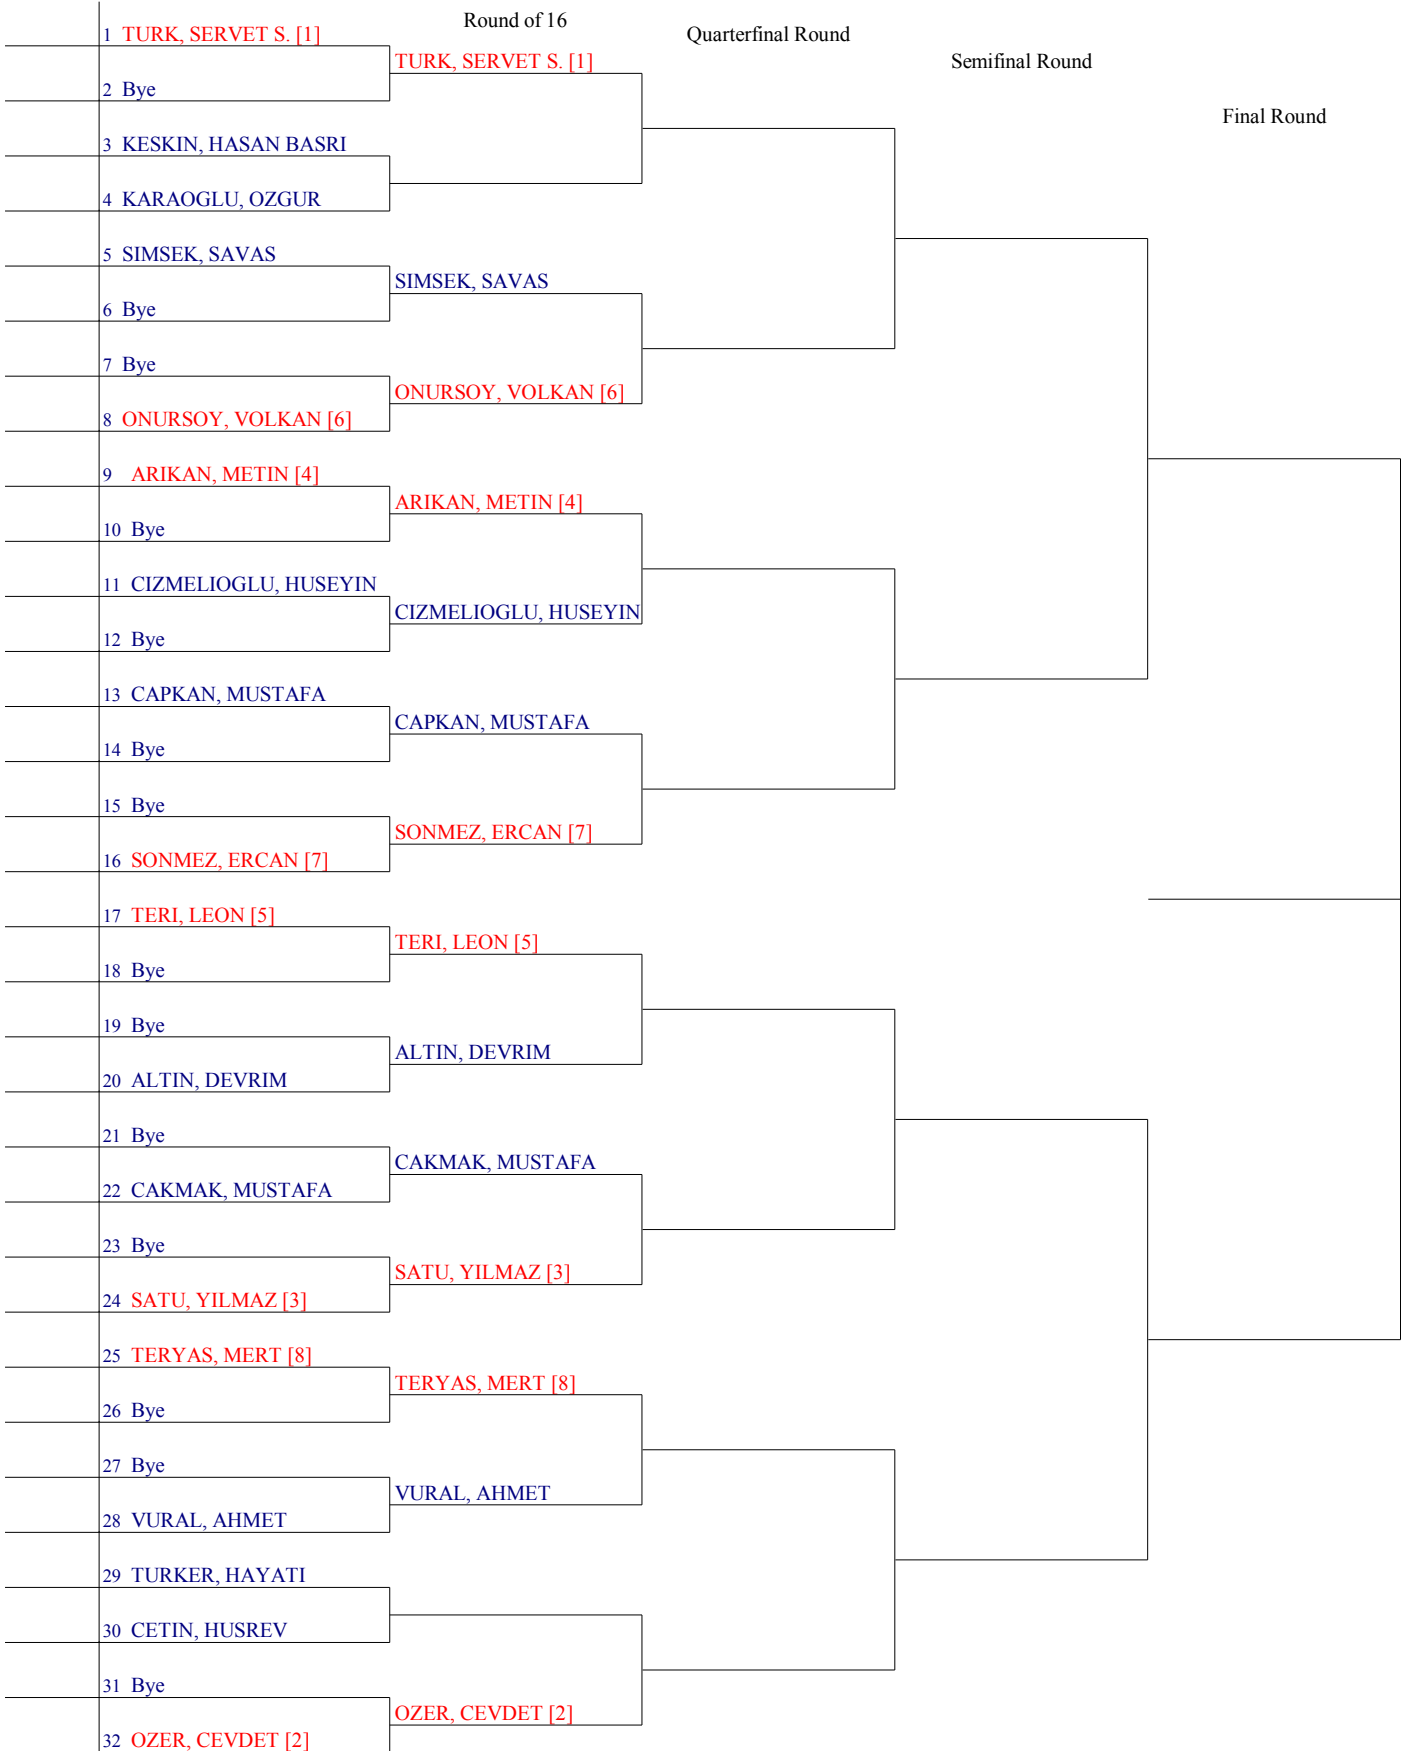 Round of 16
Quarterfinal Round
Semifinal Round
Final Round
1 TURK, SERVET S. [1]
TURK, SERVET S. [1]
2 Bye
3 KESKIN, HASAN BASRI
4 KARAOGLU, OZGUR
5 SIMSEK, SAVAS
SIMSEK, SAVAS
6 Bye
7 Bye
ONURSOY, VOLKAN [6]
8 ONURSOY, VOLKAN [6]
9 ARIKAN, METIN [4]
ARIKAN, METIN [4]
10 Bye
11 CIZMELIOGLU, HUSEYIN
CIZMELIOGLU, HUSEYIN
12 Bye
13 CAPKAN, MUSTAFA
CAPKAN, MUSTAFA
14 Bye
15 Bye
SONMEZ, ERCAN [7]
16 SONMEZ, ERCAN [7]
17 TERI, LEON [5]
TERI, LEON [5]
18 Bye
19 Bye
ALTIN, DEVRIM
20 ALTIN, DEVRIM
21 Bye
CAKMAK, MUSTAFA
22 CAKMAK, MUSTAFA
23 Bye
SATU, YILMAZ [3]
24 SATU, YILMAZ [3]
25 TERYAS, MERT [8]
TERYAS, MERT [8]
26 Bye
27 Bye
VURAL, AHMET
28 VURAL, AHMET
29 TURKER, HAYATI
30 CETIN, HUSREV
31 Bye
OZER, CEVDET [2]
32 OZER, CEVDET [2]